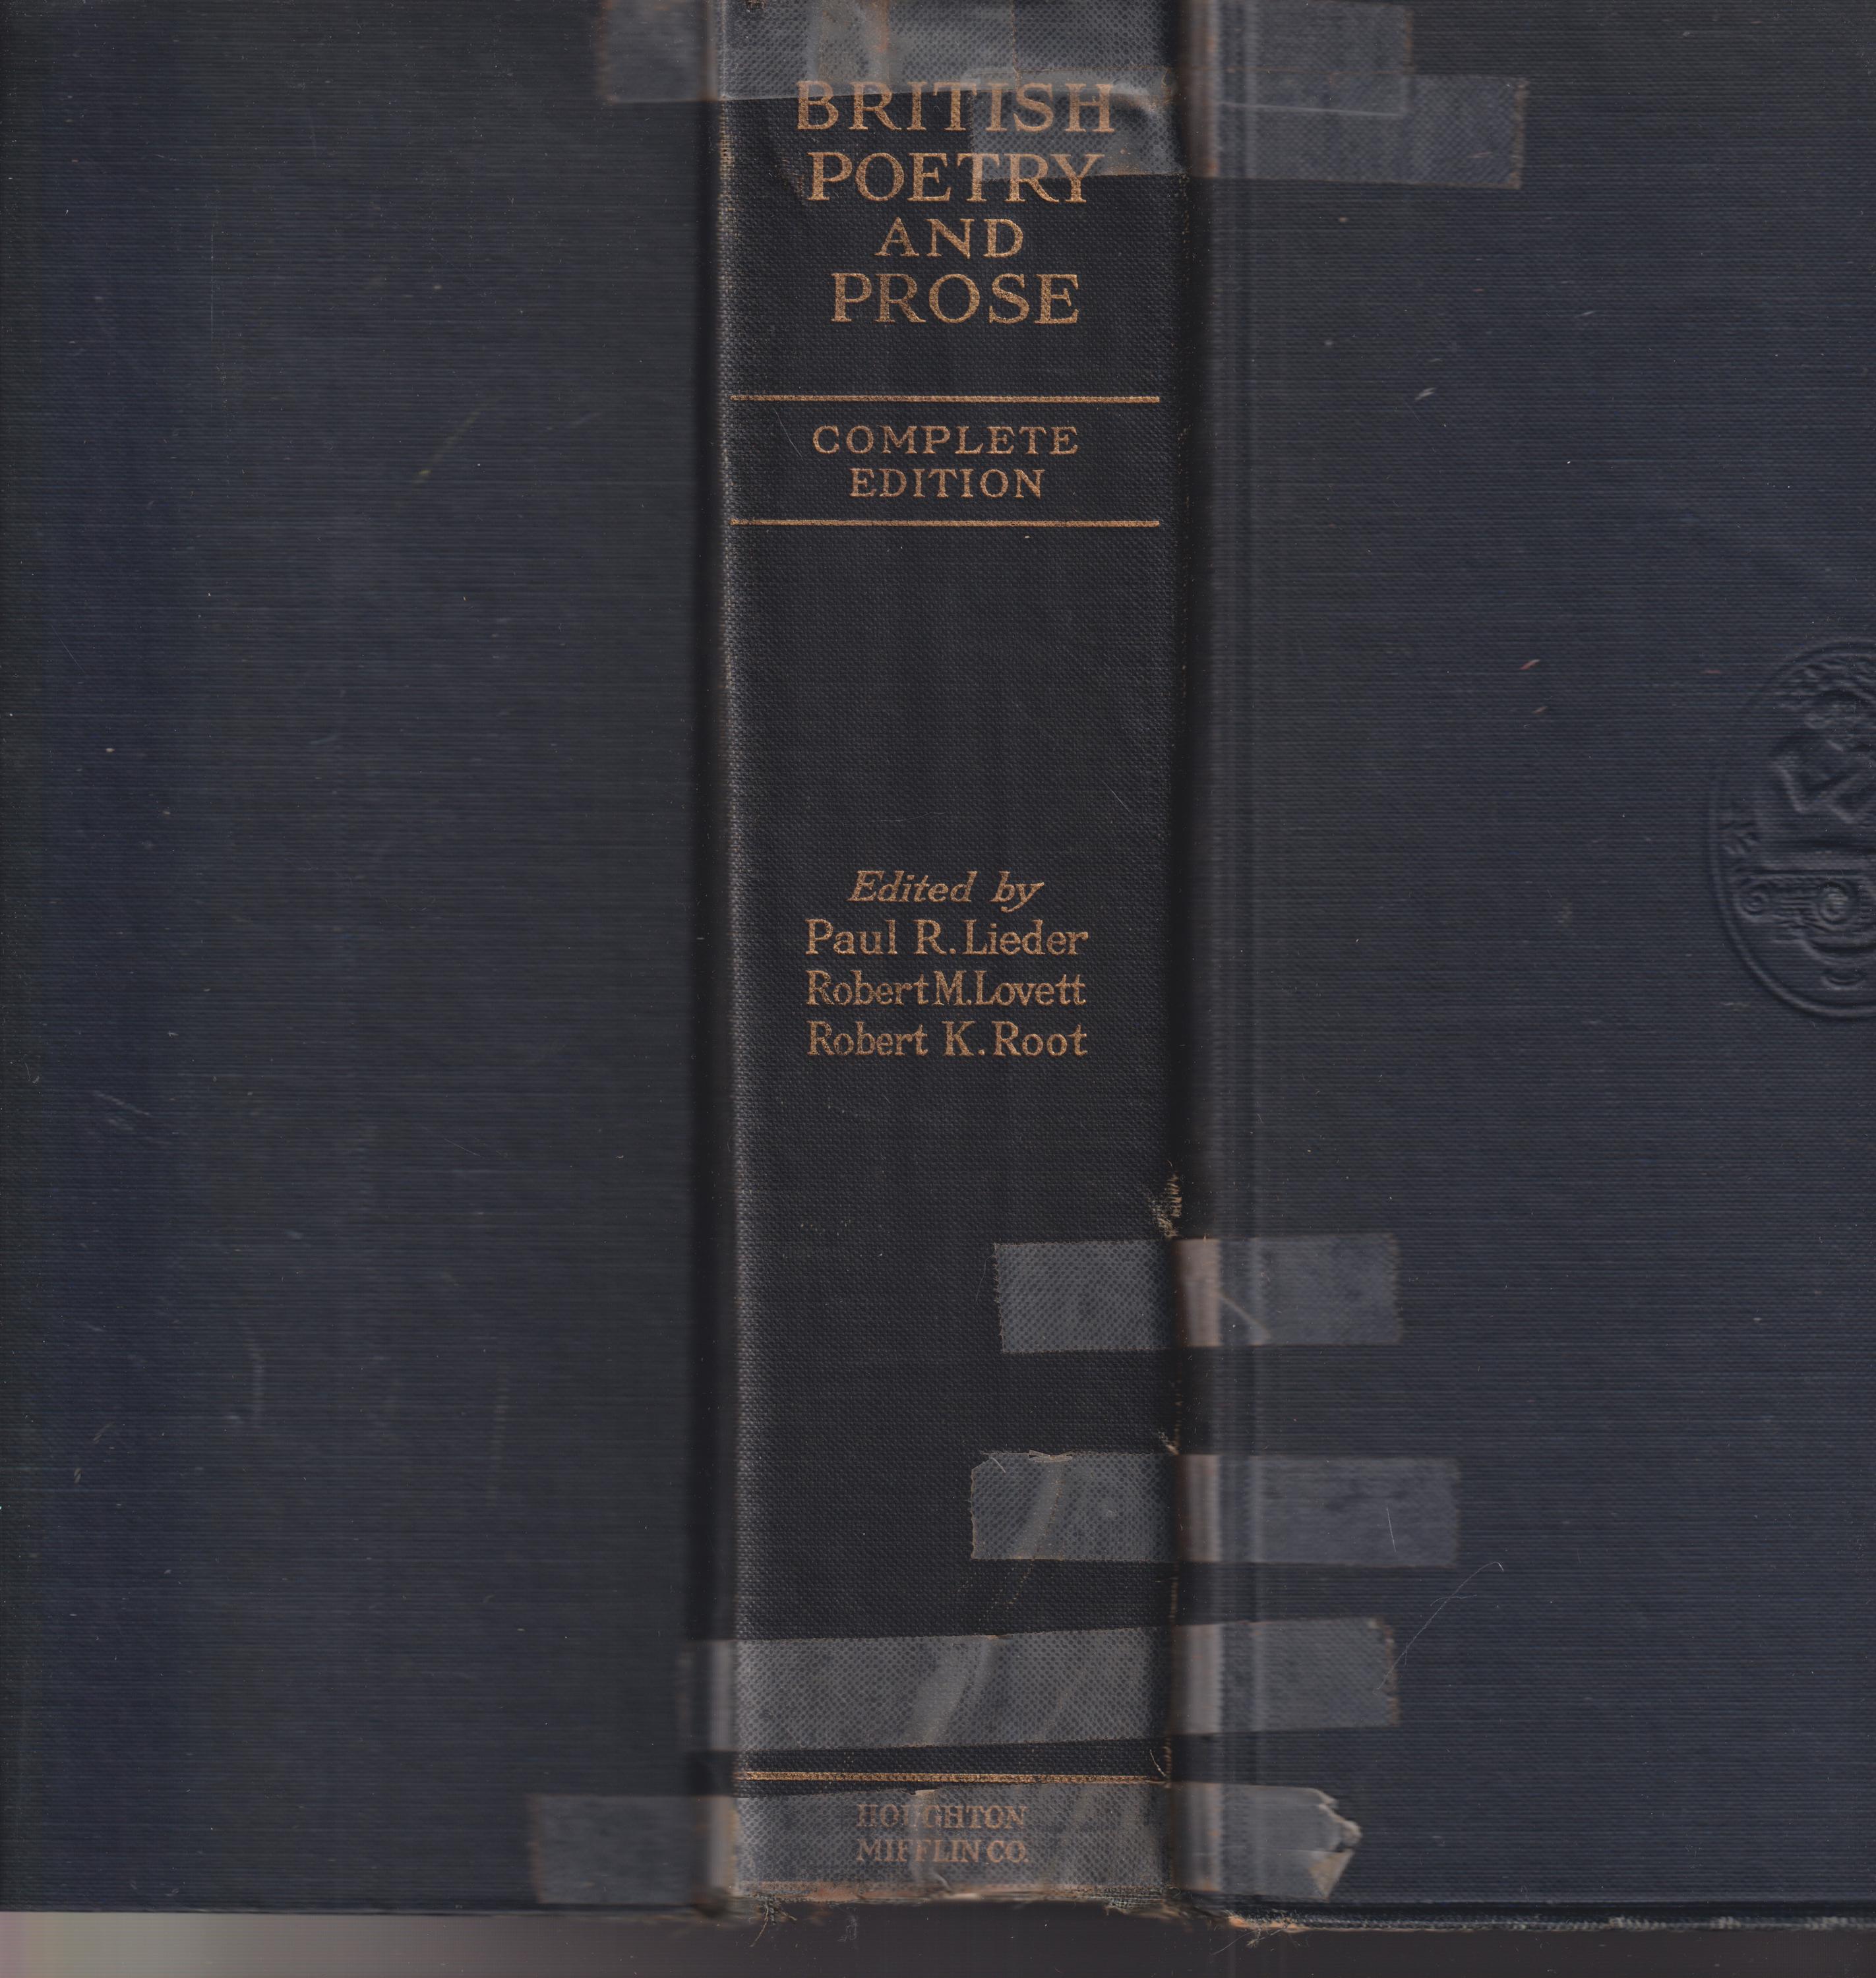 BRITISH
POETRY
AND
PROSE
COMPLETE
EDITION
Edited by
Paul R. Lieder
Robert M. Lovett
Robert K. Root
HOUGHTON
MIFFLIN CO.